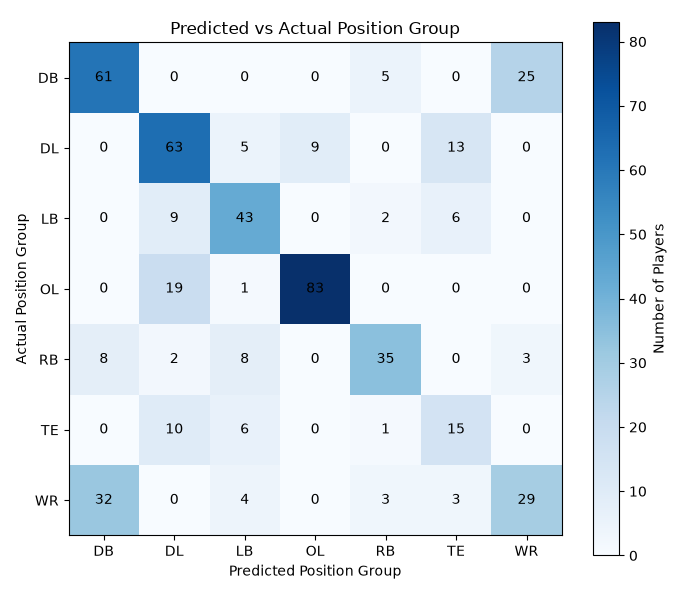 Predicted vs Actual Position Group
DB 61 0 0 0 5 0 25
DL 0 63 5 9 0 13 0
LB 0 9 43 0 2 6 0
OL 0 19 1 83 0 0 0
RB 8 2 8 0 35 0 3
TE 0 10 6 0 1 15 0
WR 32 0 4 0 3 3 29
DB DL LB OL RB TE WR
Predicted Position Group
Actual Position Group
80
70
60
50
40
30
20
10
0
Number of Players